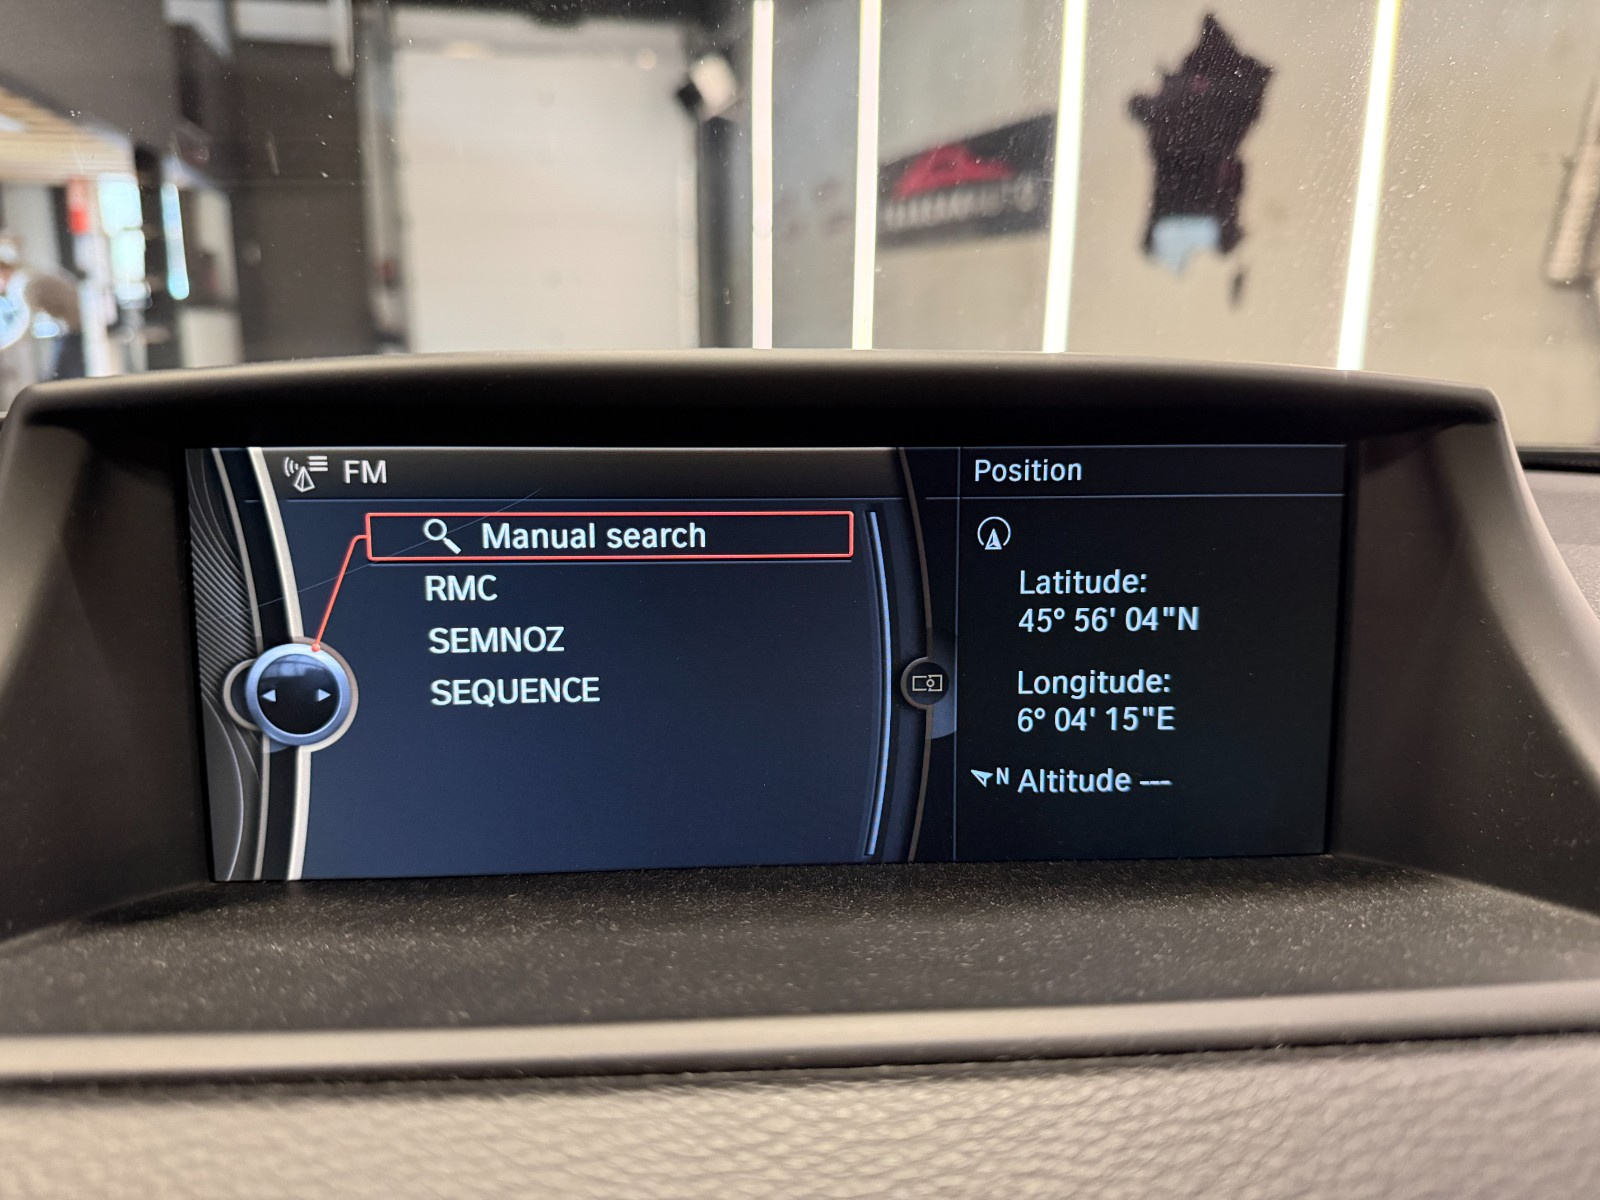 FM
Manual search
RMC
SEMNOZ
SEQUENCE
Position
Latitude:
45° 56' 04"N
Longitude:
6° 04' 15"E
N Altitude ---